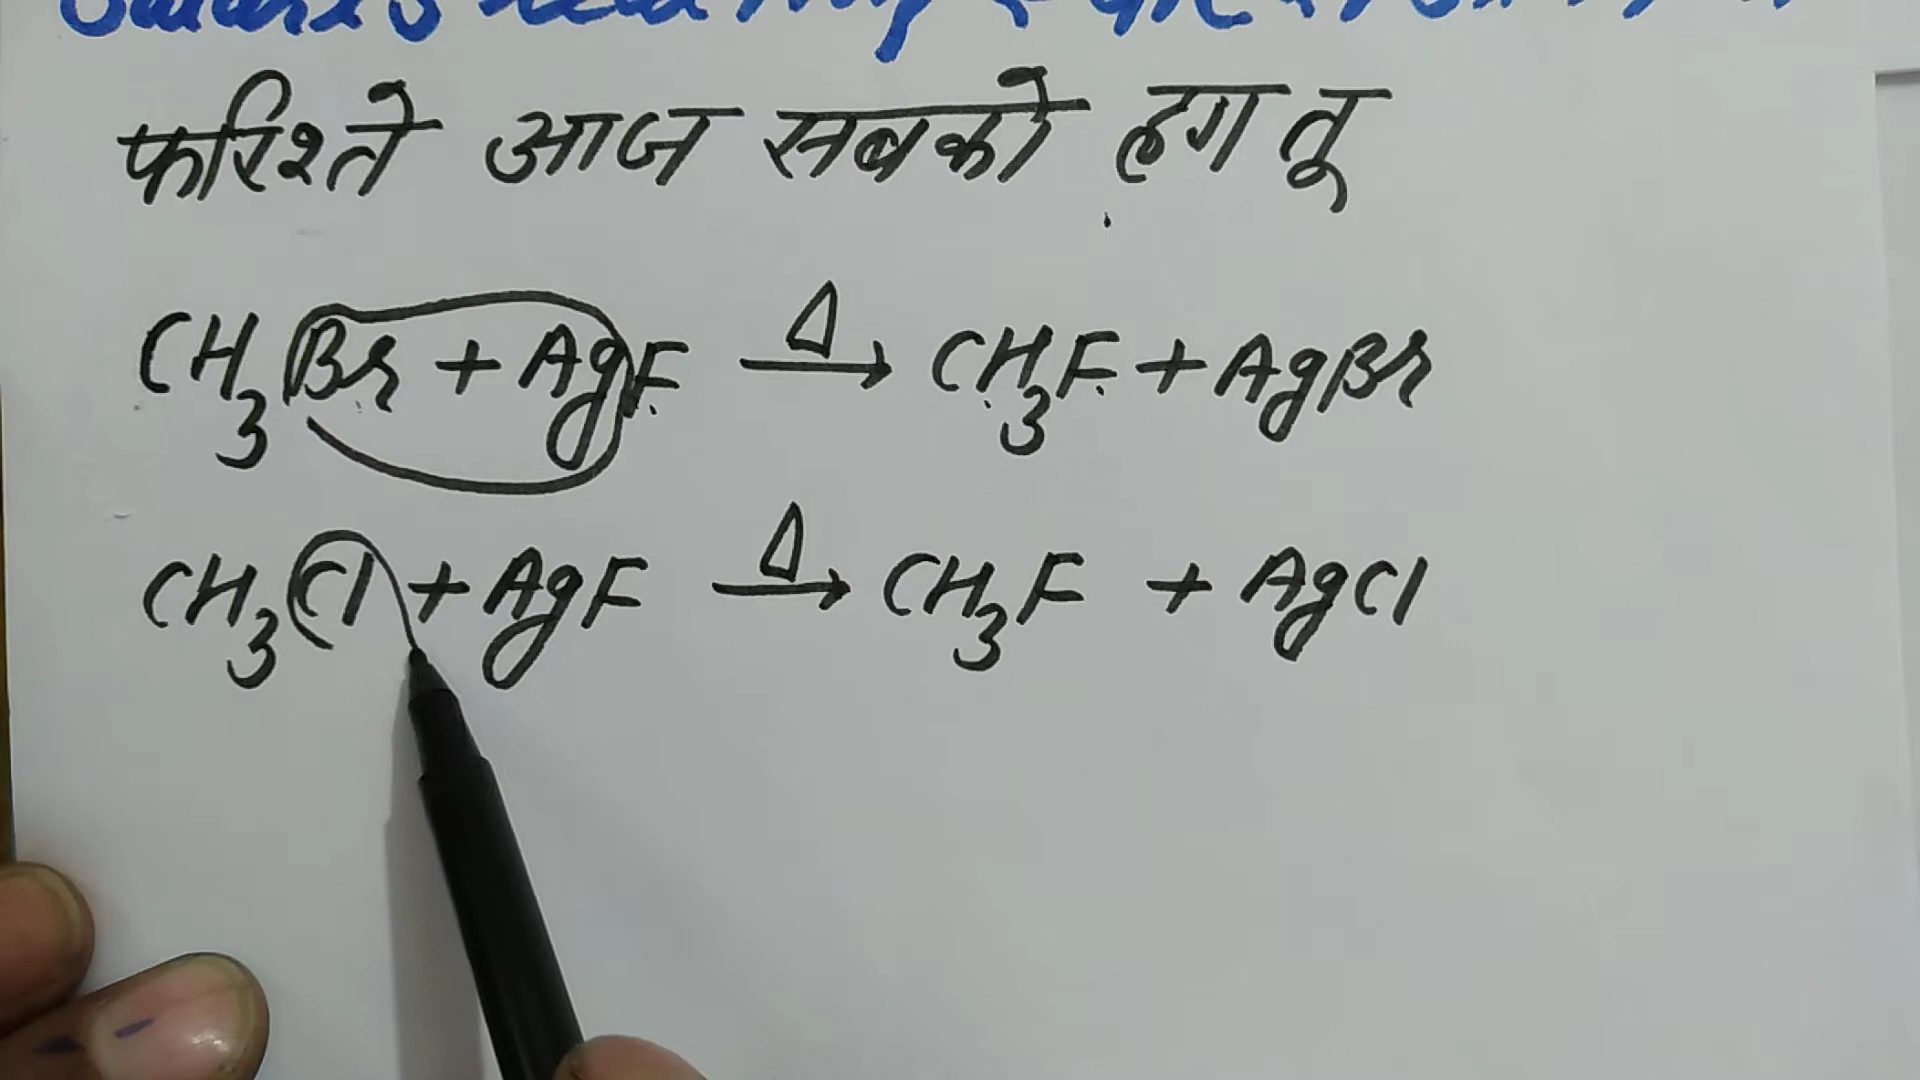 फरिश्ते आज सबको हग तू
CH₃Br + AgF →Δ CH₃F + AgBr
CH₃Cl + AgF →Δ CH₃F + AgCl